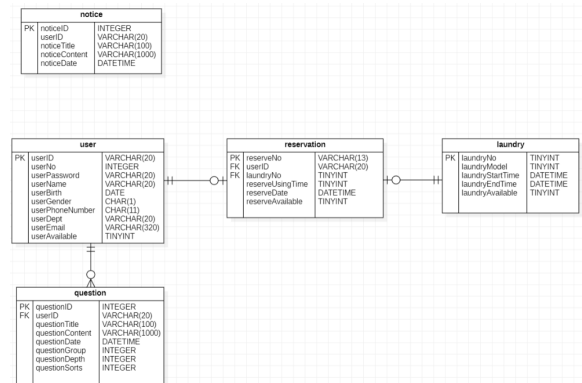 notice
PK noticeID INTEGER
userID VARCHAR(20)
noticeTitle VARCHAR(100)
noticeContent VARCHAR(1000)
noticeDate DATETIME
user
PK userID VARCHAR(20)
userNo INTEGER
userPassword VARCHAR(20)
userName VARCHAR(20)
userBirth DATE
userGender CHAR(1)
userPhoneNumber CHAR(11)
userDept VARCHAR(20)
userEmail VARCHAR(320)
userAvailable TINYINT
reservation
PK reserveNo VARCHAR(13)
FK userID VARCHAR(20)
FK laundryNo TINYINT
reserveUsingTime TINYINT
reserveDate DATETIME
reserveAvailable TINYINT
laundry
PK laundryNo TINYINT
laundryModel TINYINT
laundryStartTime DATETIME
laundryEndTime DATETIME
laundryAvailable TINYINT
question
PK questionID INTEGER
FK userID VARCHAR(20)
questionTitle VARCHAR(100)
questionContent VARCHAR(1000)
questionDate DATETIME
questionGroup INTEGER
questionDepth INTEGER
questionSorts INTEGER